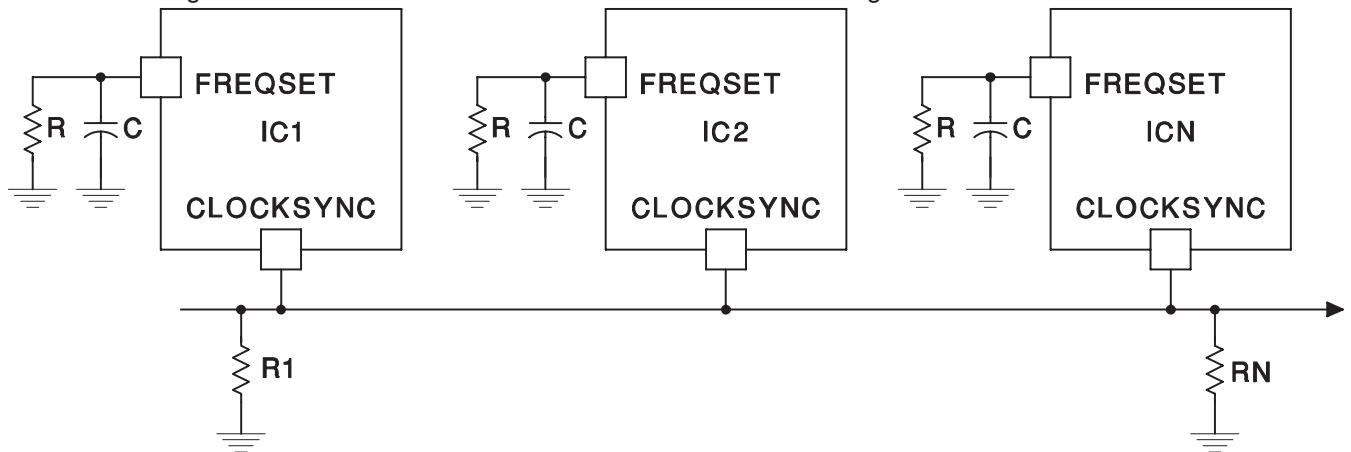 FREQSET
IC1
CLOCKSYNC
R
C
FREQSET
IC2
CLOCKSYNC
R
C
FREQSET
ICN
CLOCKSYNC
R
C
R1
RN